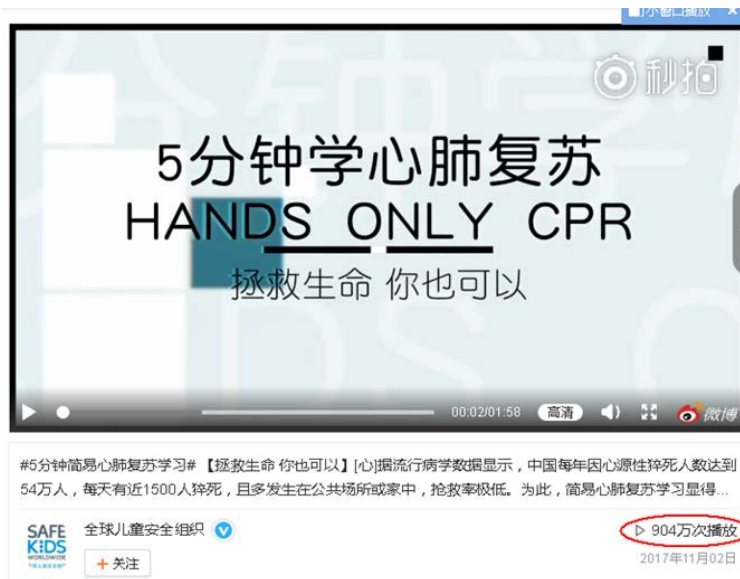 小窗口播放 ×
秒拍
5分钟学心肺复苏
HANDS ONLY CPR
拯救生命 你也可以
00:02/01:58 高清 微博
#5分钟简易心肺复苏学习# 【拯救生命 你也可以】[心]据流行病学数据显示，中国每年因心源性猝死人数达到
54万人，每天有近1500人猝死，且多发生在公共场所或家中，抢救率极低。为此，简易心肺复苏学习显得...
SAFE
KIDS
WORLDWIDE
全球儿童安全组织
904万次播放
+ 关注
2017年11月02日